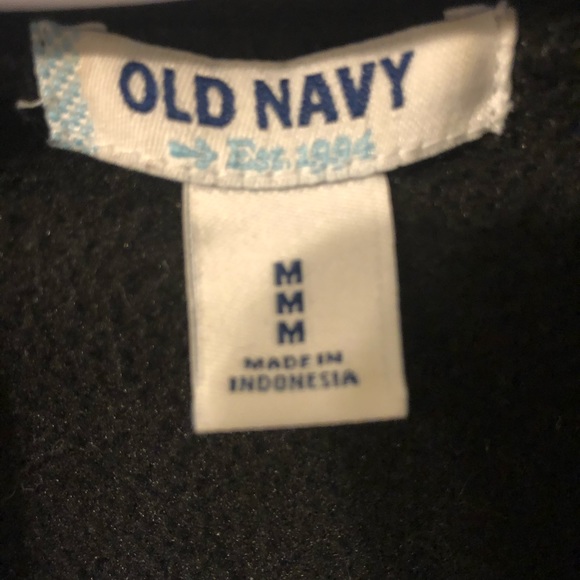 OLD NAVY
Est. 1994
M
M
M
MADE IN
INDONESIA